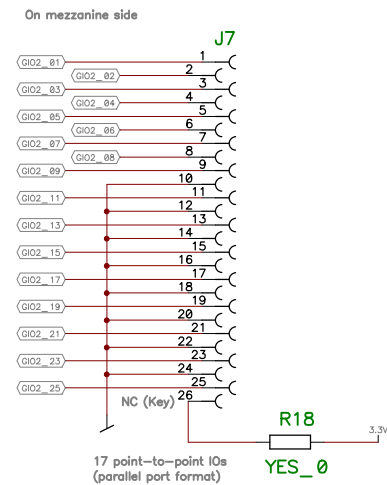 On mezzanine side
J7
GIO2_01 1
GIO2_02 2
GIO2_03 3
GIO2_04 4
GIO2_05 5
GIO2_06 6
GIO2_07 7
GIO2_08 8
GIO2_09 9
10
GIO2_11 11
12
GIO2_13 13
14
GIO2_15 15
16
GIO2_17 17
18
GIO2_19 19
20
GIO2_21 21
22
GIO2_23 23
24
GIO2_25 25
NC (Key) 26
R18
3.3V
YES_0
17 point-to-point IOs
(parallel port format)